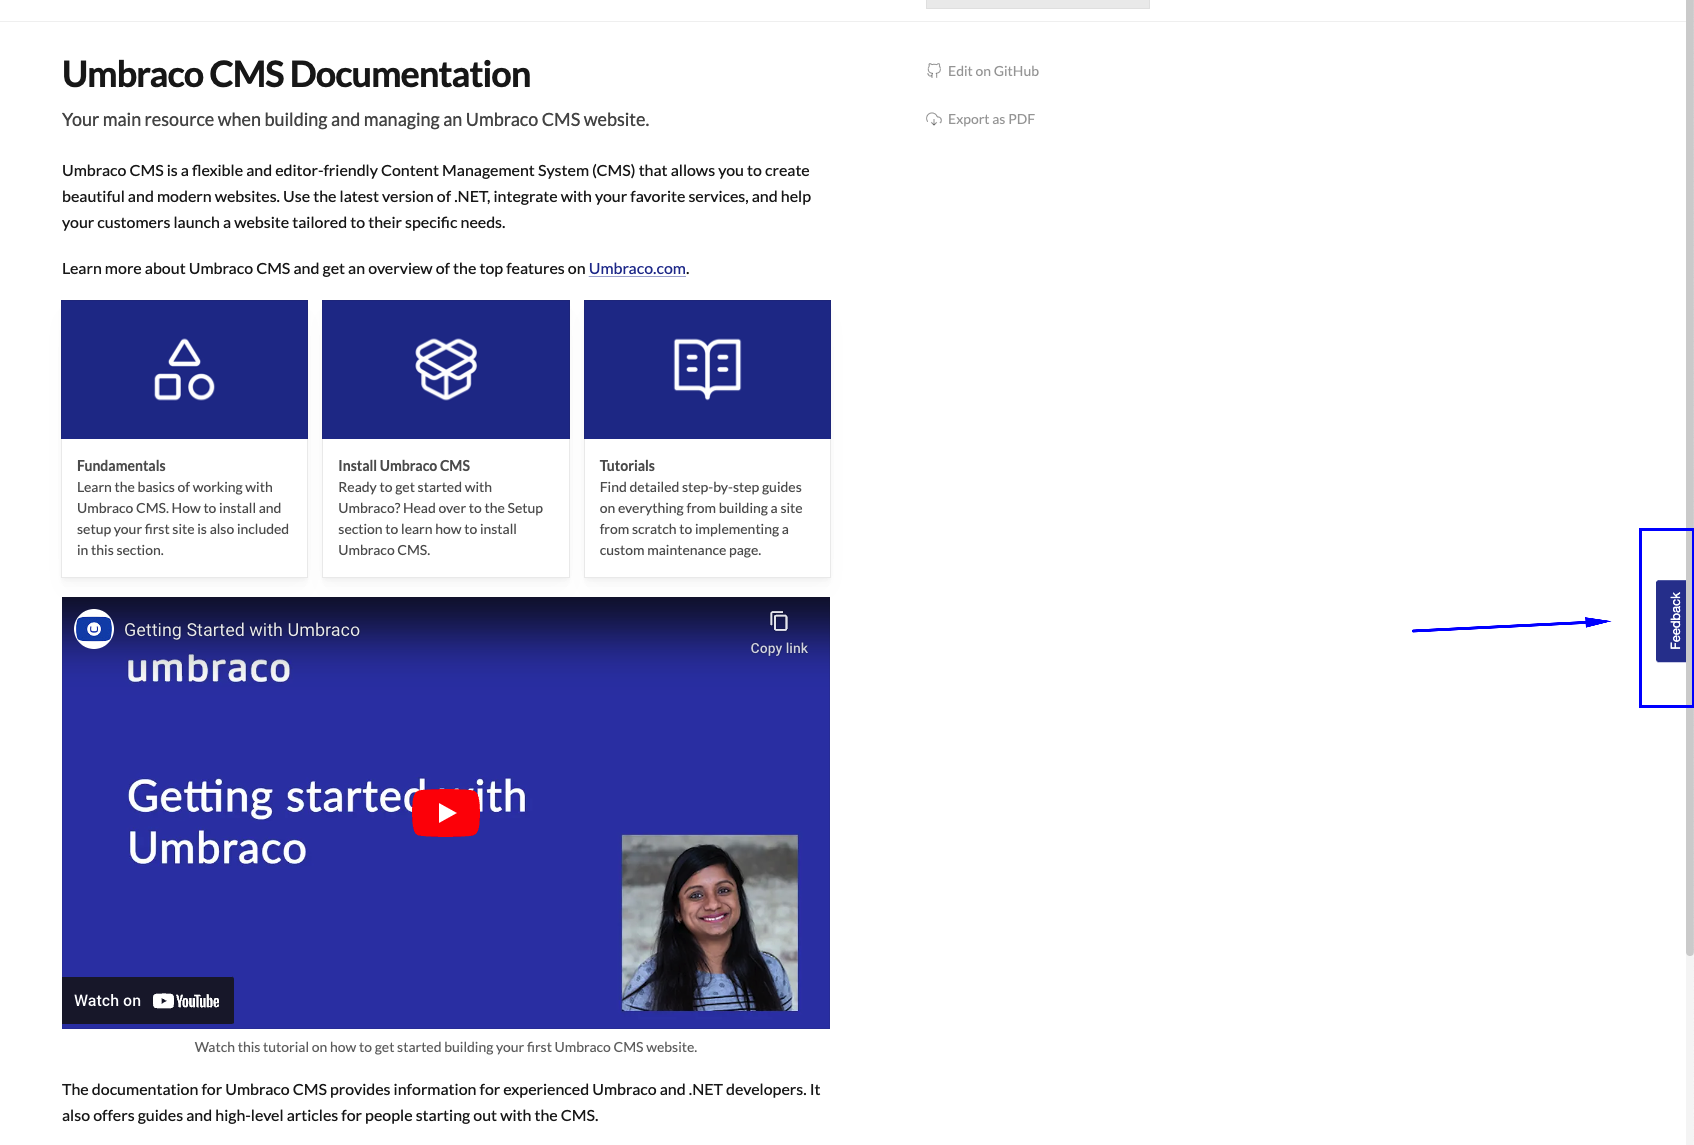 Umbraco CMS Documentation
Your main resource when building and managing an Umbraco CMS website.
Umbraco CMS is a flexible and editor-friendly Content Management System (CMS) that allows you to create
beautiful and modern websites. Use the latest version of .NET, integrate with your favorite services, and help
your customers launch a website tailored to their specific needs.
Learn more about Umbraco CMS and get an overview of the top features on Umbraco.com.
Fundamentals
Learn the basics of working with
Umbraco CMS. How to install and
setup your first site is also included
in this section.
Install Umbraco CMS
Ready to get started with
Umbraco? Head over to the Setup
section to learn how to install
Umbraco CMS.
Tutorials
Find detailed step-by-step guides
on everything from building a site
from scratch to implementing a
custom maintenance page.
Getting Started with Umbraco
Copy link
umbraco
Getting started with
Umbraco
Watch on YouTube
Watch this tutorial on how to get started building your first Umbraco CMS website.
The documentation for Umbraco CMS provides information for experienced Umbraco and .NET developers. It
also offers guides and high-level articles for people starting out with the CMS.
Edit on GitHub
Export as PDF
Feedback